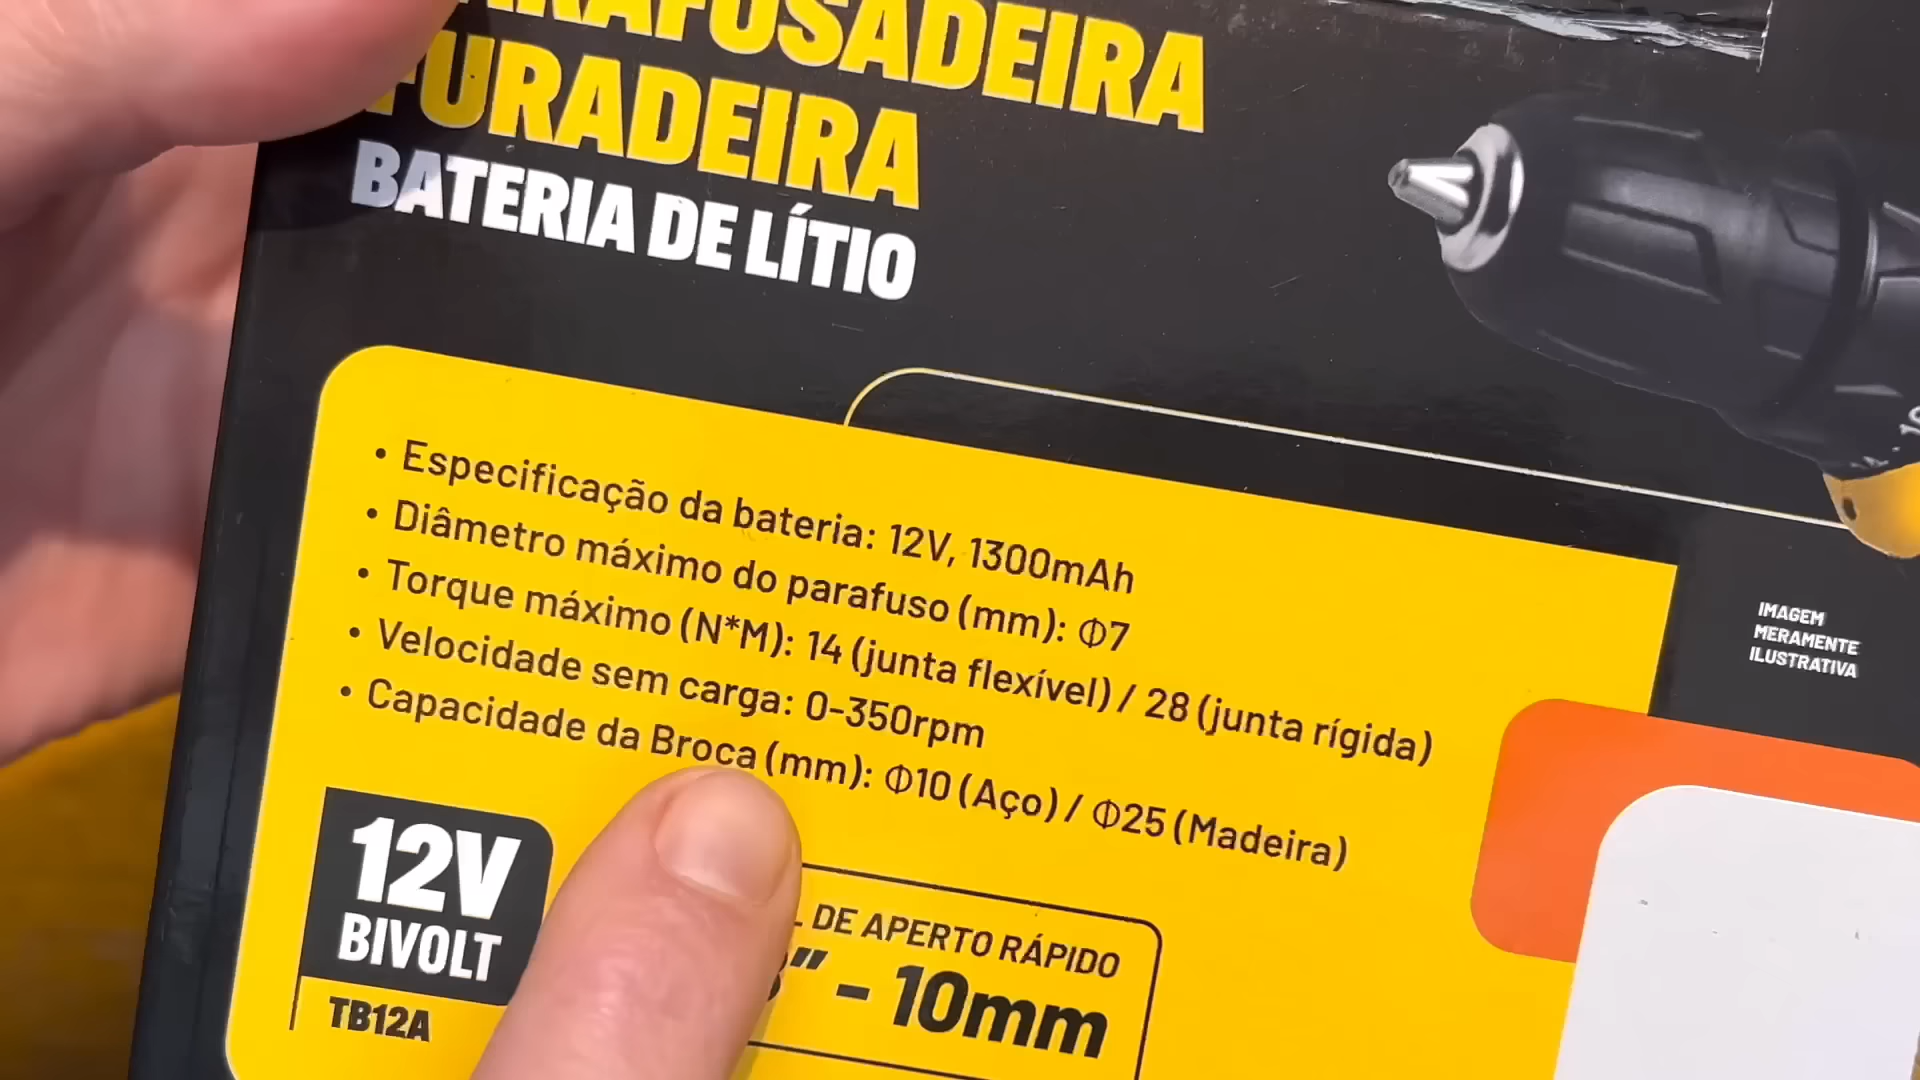 FURADEIRA
BATERIA DE LÍTIO
• Especificação da bateria: 12V, 1300mAh
• Diâmetro máximo do parafuso (mm): Φ7
• Torque máximo (N*M): 14 (junta flexível) / 28 (junta rígida)
• Velocidade sem carga: 0-350rpm
• Capacidade da Broca (mm): Φ10 (Aço) / Φ25 (Madeira)
12V
BIVOLT
TB12A
DE APERTO RÁPIDO
" - 10mm
IMAGEM
MERAMENTE
ILUSTRATIVA